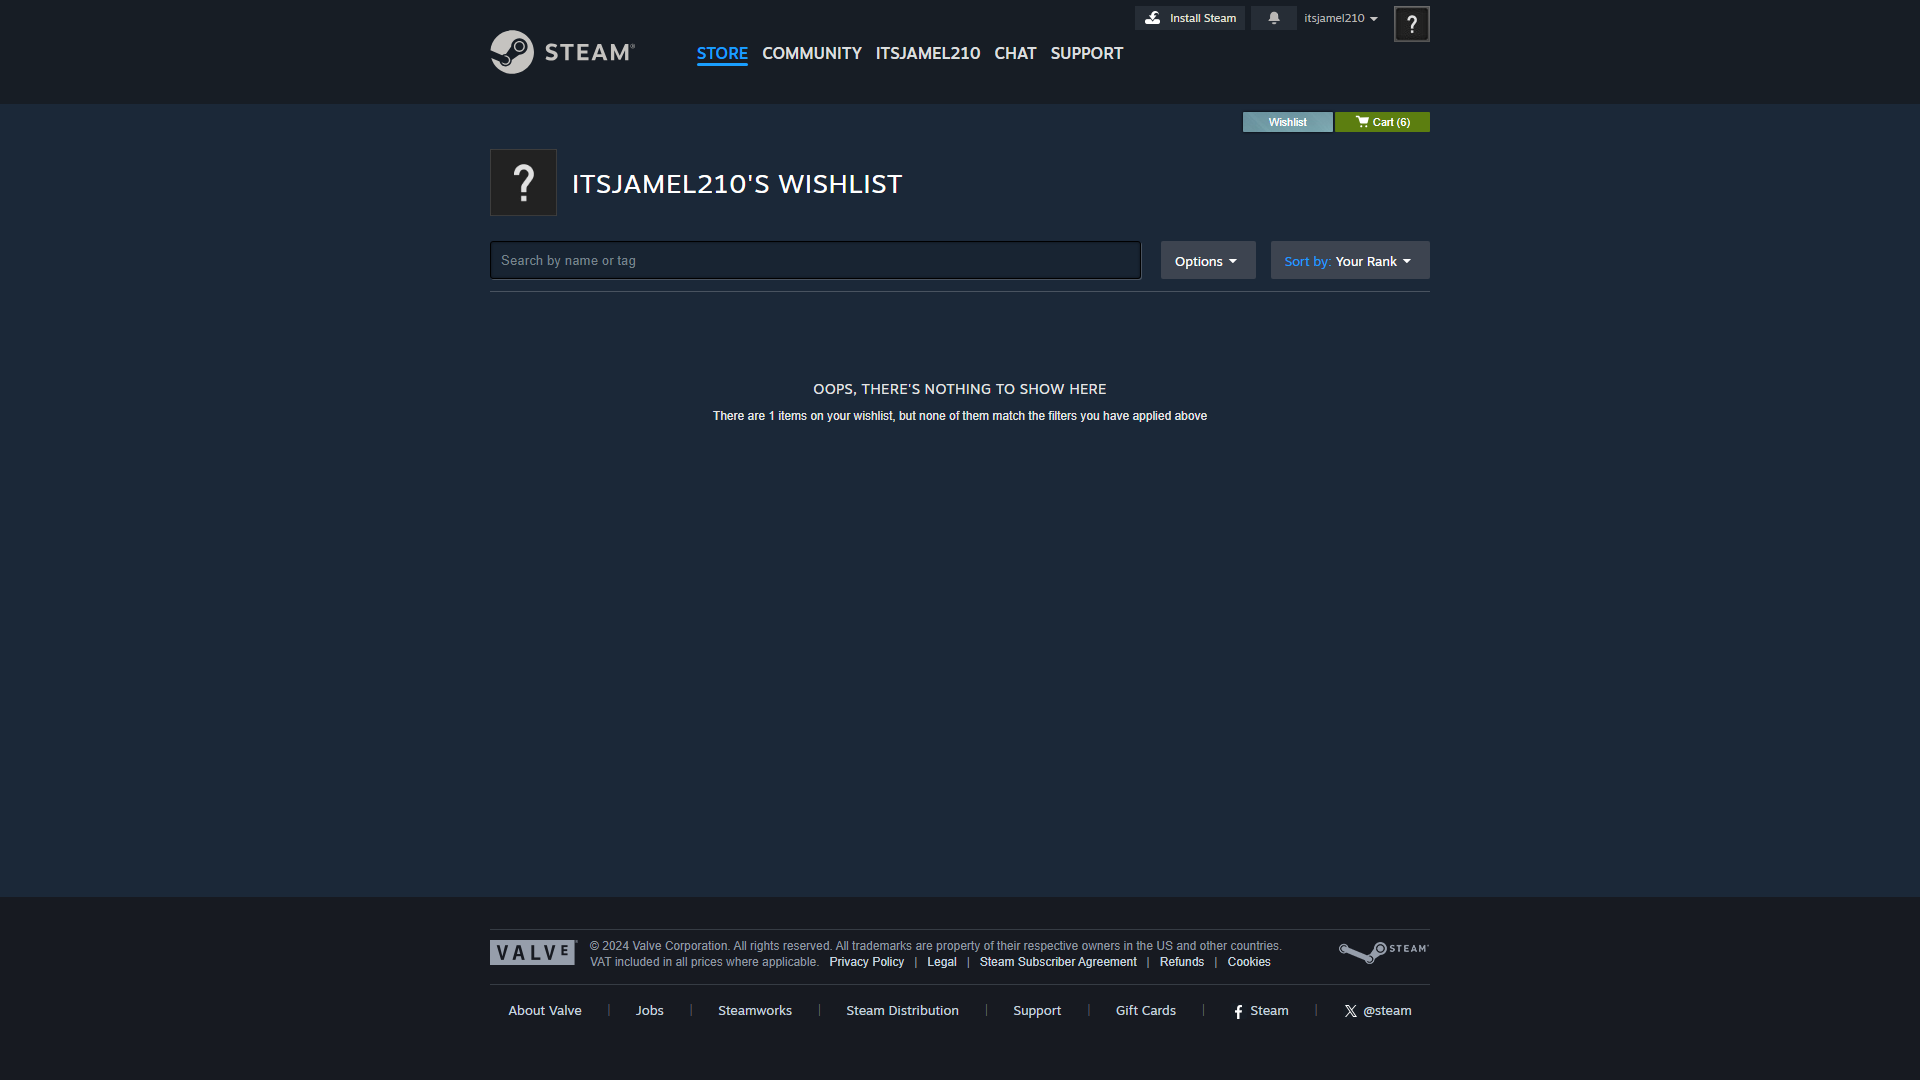 Install Steam
itsjamel210
?
STEAM®
STORE COMMUNITY ITSJAMEL210 CHAT SUPPORT
Wishlist
Cart (6)
?
ITSJAMEL210'S WISHLIST
Search by name or tag
Options
Sort by: Your Rank
OOPS, THERE'S NOTHING TO SHOW HERE
There are 1 items on your wishlist, but none of them match the filters you have applied above
VALVE®
© 2024 Valve Corporation. All rights reserved. All trademarks are property of their respective owners in the US and other countries.
VAT included in all prices where applicable. Privacy Policy | Legal | Steam Subscriber Agreement | Refunds | Cookies
STEAM™
About Valve | Jobs | Steamworks | Steam Distribution | Support | Gift Cards | Steam | @steam